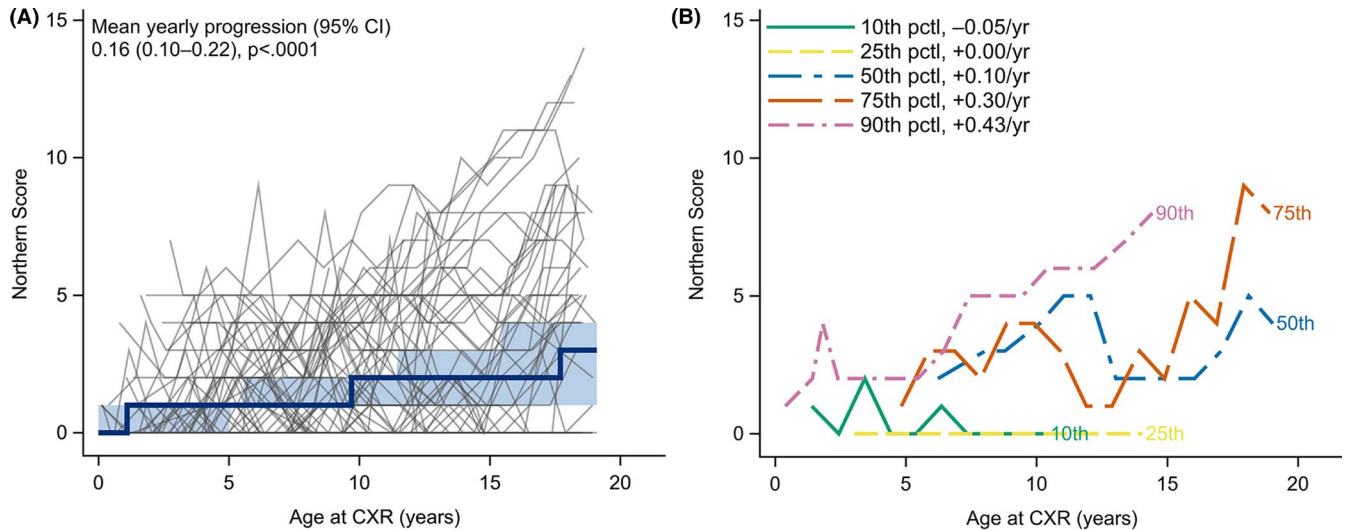 (A)
Mean yearly progression (95% CI)
0.16 (0.10–0.22), p<.0001
15
10
5
0
Northern Score
0 5 10 15 20
Age at CXR (years)
(B)
10th pctl, –0.05/yr
25th pctl, +0.00/yr
50th pctl, +0.10/yr
75th pctl, +0.30/yr
90th pctl, +0.43/yr
15
10
5
0
Northern Score
90th
75th
50th
10th
25th
0 5 10 15 20
Age at CXR (years)